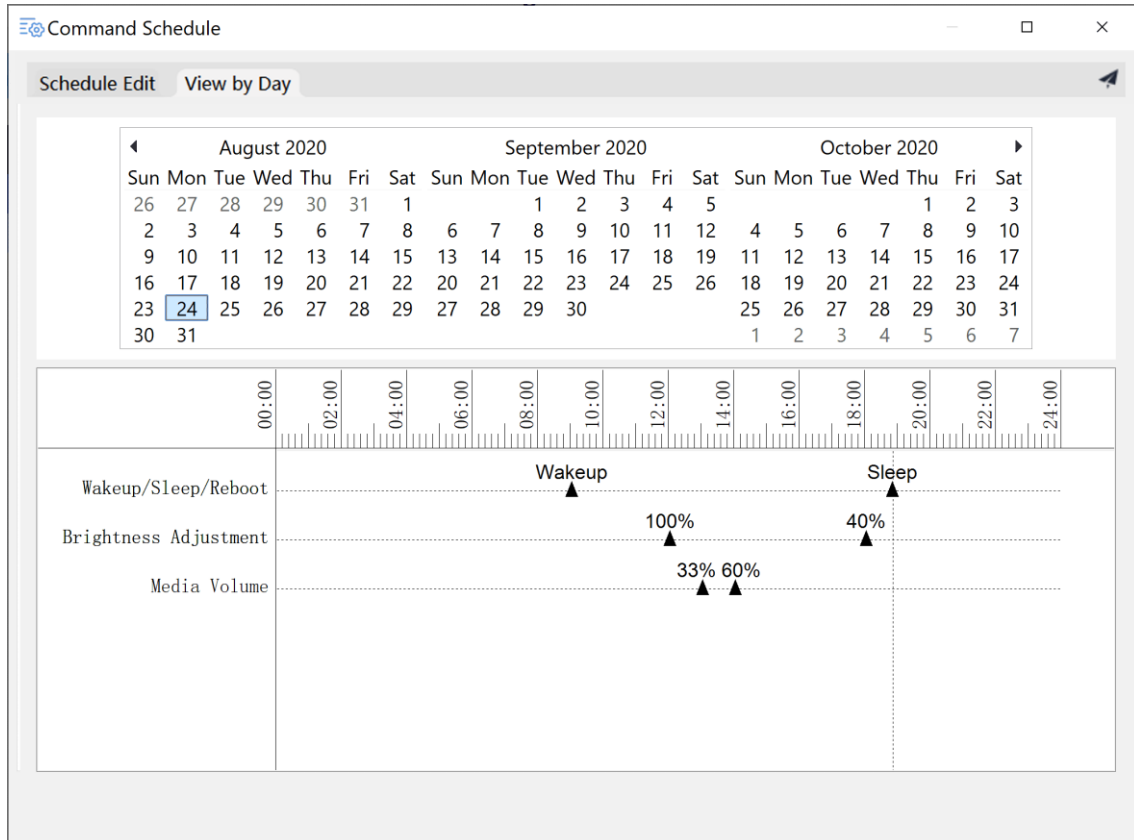 Command Schedule
Schedule Edit View by Day
August 2020 September 2020 October 2020
Sun Mon Tue Wed Thu Fri Sat Sun Mon Tue Wed Thu Fri Sat Sun Mon Tue Wed Thu Fri Sat
26 27 28 29 30 31 1 1 2 3 4 5 1 2 3
2 3 4 5 6 7 8 6 7 8 9 10 11 12 4 5 6 7 8 9 10
9 10 11 12 13 14 15 13 14 15 16 17 18 19 11 12 13 14 15 16 17
16 17 18 19 20 21 22 20 21 22 23 24 25 26 18 19 20 21 22 23 24
23 24 25 26 27 28 29 27 28 29 30 25 26 27 28 29 30 31
30 31 1 2 3 4 5 6 7
00:00 02:00 04:00 06:00 08:00 10:00 12:00 14:00 16:00 18:00 20:00 22:00 24:00
Wakeup Sleep
Wakeup/Sleep/Reboot
100% 40%
Brightness Adjustment
33% 60%
Media Volume